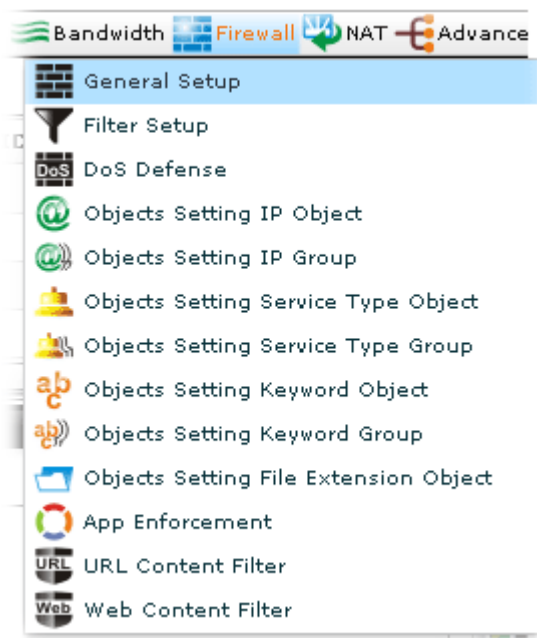 Bandwidth Firewall NAT Advance
General Setup
Filter Setup
DoS DoS Defense
@ Objects Setting IP Object
@ Objects Setting IP Group
Objects Setting Service Type Object
Objects Setting Service Type Group
abc Objects Setting Keyword Object
abc Objects Setting Keyword Group
Objects Setting File Extension Object
App Enforcement
URL URL Content Filter
Web Web Content Filter